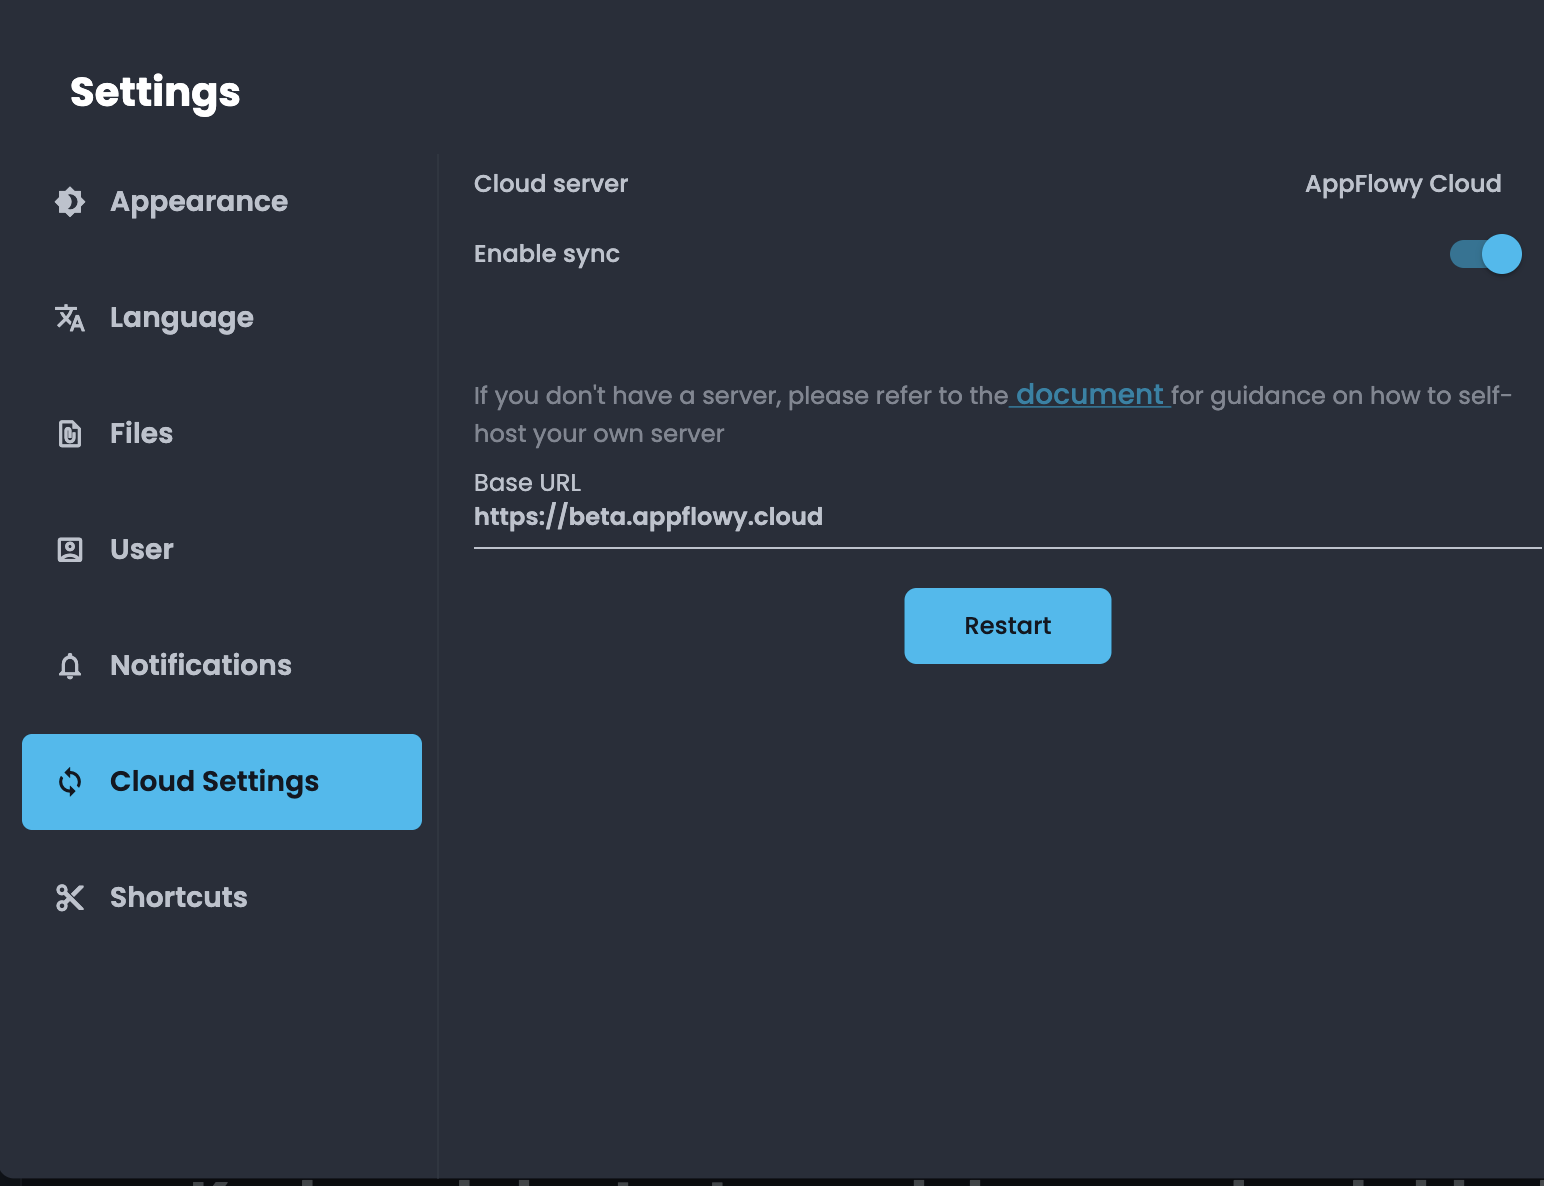 Settings
Appearance
Language
Files
User
Notifications
Cloud Settings
Shortcuts
Cloud server
AppFlowy Cloud
Enable sync
If you don't have a server, please refer to the document for guidance on how to self-
host your own server
Base URL
https://beta.appflowy.cloud
Restart